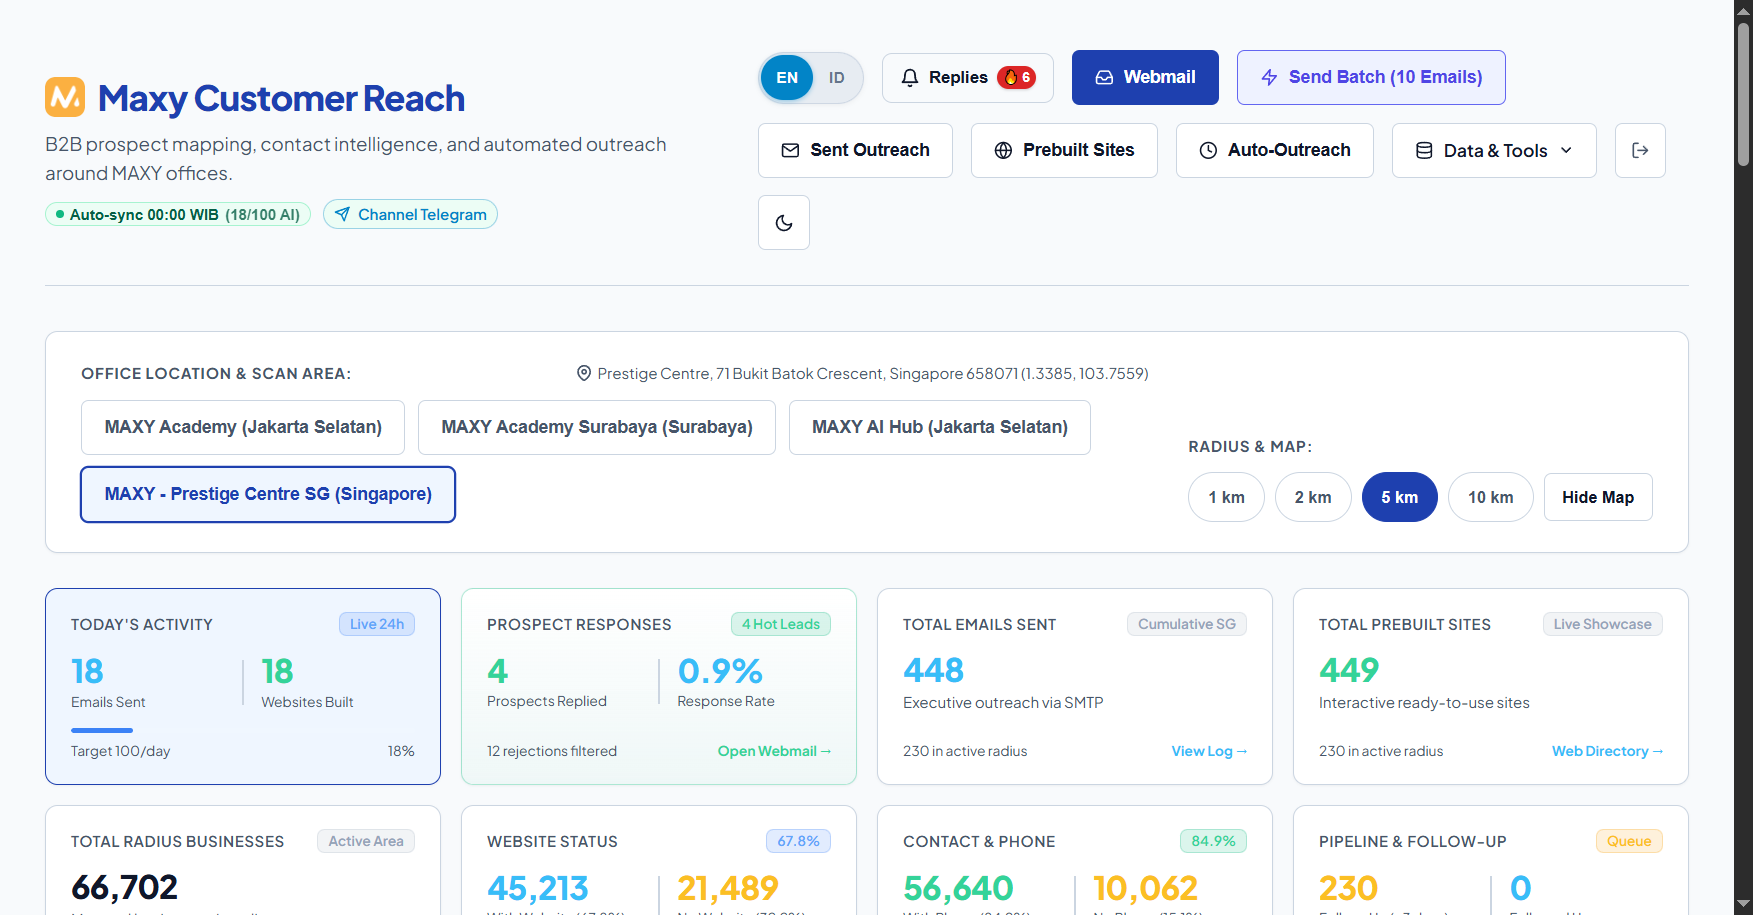 Maxy Customer Reach
B2B prospect mapping, contact intelligence, and automated outreach
around MAXY offices.
Auto-sync 00:00 WIB (18/100 AI)
Channel Telegram
EN
ID
Replies 🔥 6
Webmail
Send Batch (10 Emails)
Sent Outreach
Prebuilt Sites
Auto-Outreach
Data & Tools
OFFICE LOCATION & SCAN AREA:
Prestige Centre, 71 Bukit Batok Crescent, Singapore 658071 (1.3385, 103.7559)
MAXY Academy (Jakarta Selatan)
MAXY Academy Surabaya (Surabaya)
MAXY AI Hub (Jakarta Selatan)
MAXY - Prestige Centre SG (Singapore)
RADIUS & MAP:
1 km
2 km
5 km
10 km
Hide Map
TODAY'S ACTIVITY
Live 24h
18
Emails Sent
18
Websites Built
Target 100/day
18%
PROSPECT RESPONSES
4 Hot Leads
4
Prospects Replied
0.9%
Response Rate
12 rejections filtered
Open Webmail →
TOTAL EMAILS SENT
Cumulative SG
448
Executive outreach via SMTP
230 in active radius
View Log →
TOTAL PREBUILT SITES
Live Showcase
449
Interactive ready-to-use sites
230 in active radius
Web Directory →
TOTAL RADIUS BUSINESSES
Active Area
66,702
WEBSITE STATUS
67.8%
45,213
21,489
CONTACT & PHONE
84.9%
56,640
10,062
PIPELINE & FOLLOW-UP
Queue
230
0